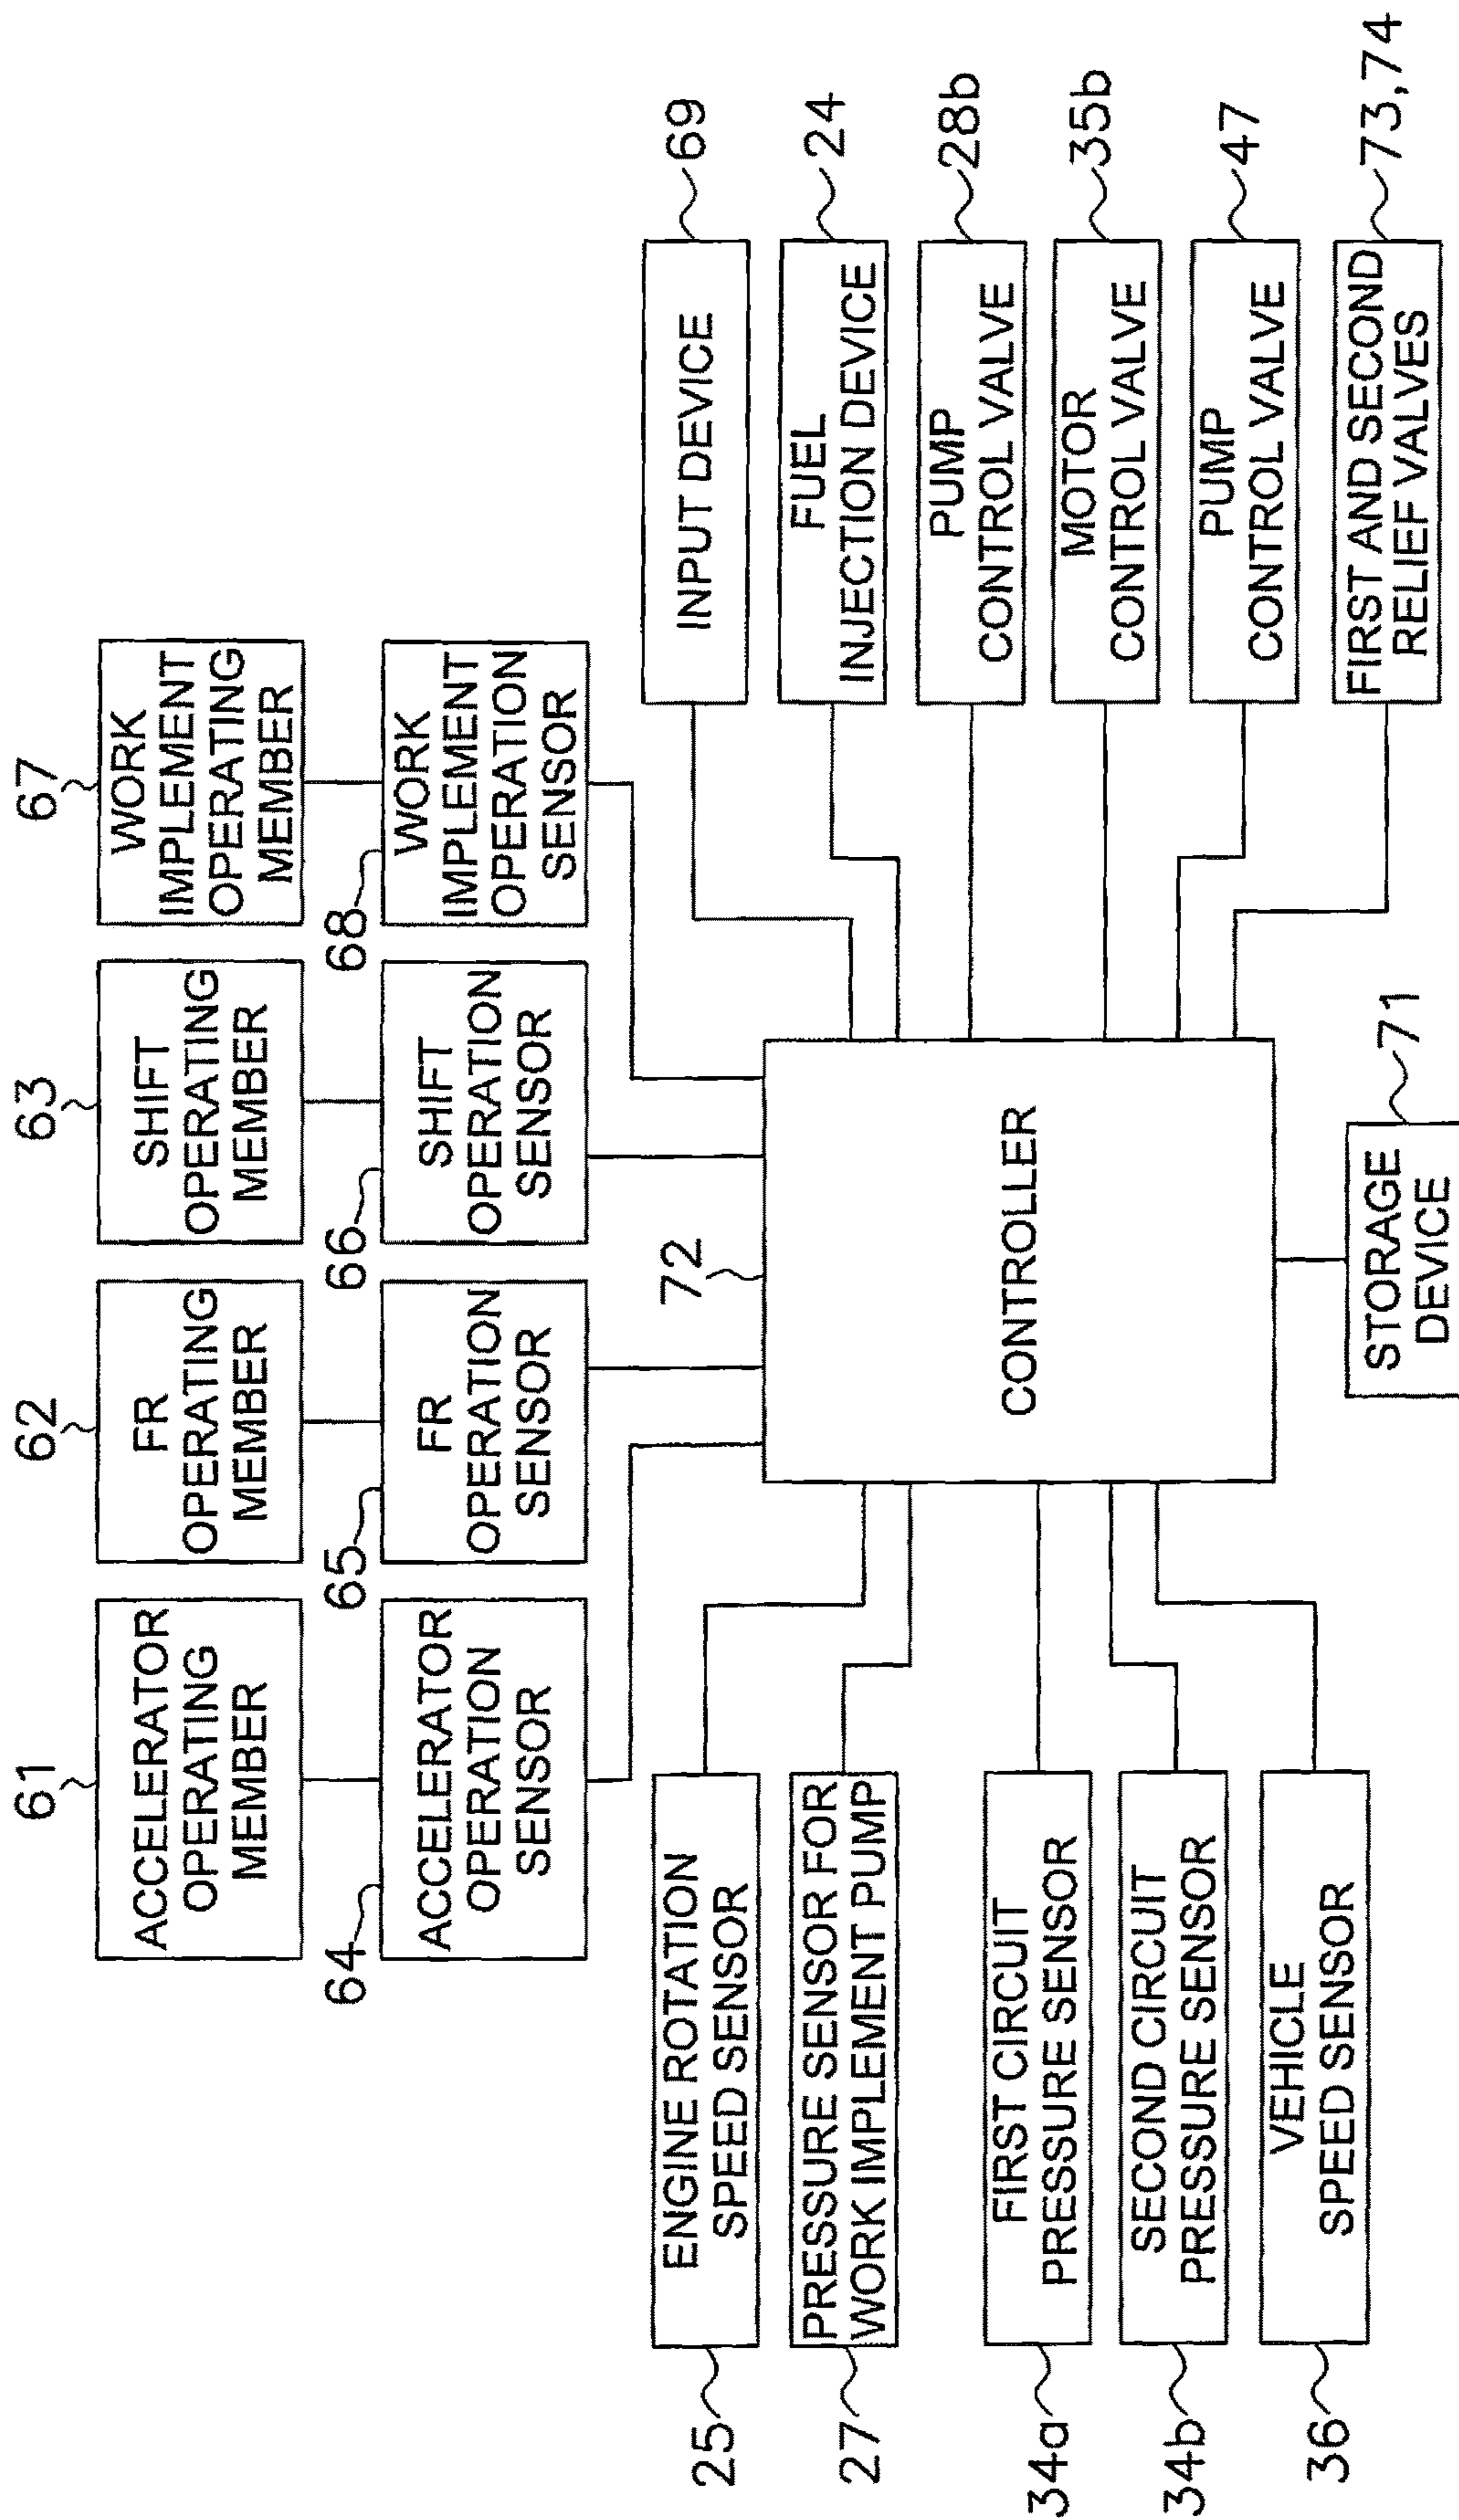 61
62
63
67
ACCELERATOR
OPERATING
MEMBER
FR
OPERATING
MEMBER
SHIFT
OPERATING
MEMBER
WORK
IMPLEMENT
OPERATING
MEMBER
64
65
66
68
ACCELERATOR
OPERATION
SENSOR
FR
OPERATION
SENSOR
SHIFT
OPERATION
SENSOR
WORK
IMPLEMENT
OPERATION
SENSOR
25
ENGINE ROTATION
SPEED SENSOR
27
PRESSURE SENSOR FOR
WORK IMPLEMENT PUMP
34a
FIRST CIRCUIT
PRESSURE SENSOR
34b
SECOND CIRCUIT
PRESSURE SENSOR
36
VEHICLE
SPEED SENSOR
72
CONTROLLER
INPUT DEVICE
69
FUEL
INJECTION DEVICE
24
PUMP
CONTROL VALVE
28b
MOTOR
CONTROL VALVE
35b
PUMP
CONTROL VALVE
47
FIRST AND SECOND
RELIEF VALVES
73,74
STORAGE
DEVICE
71